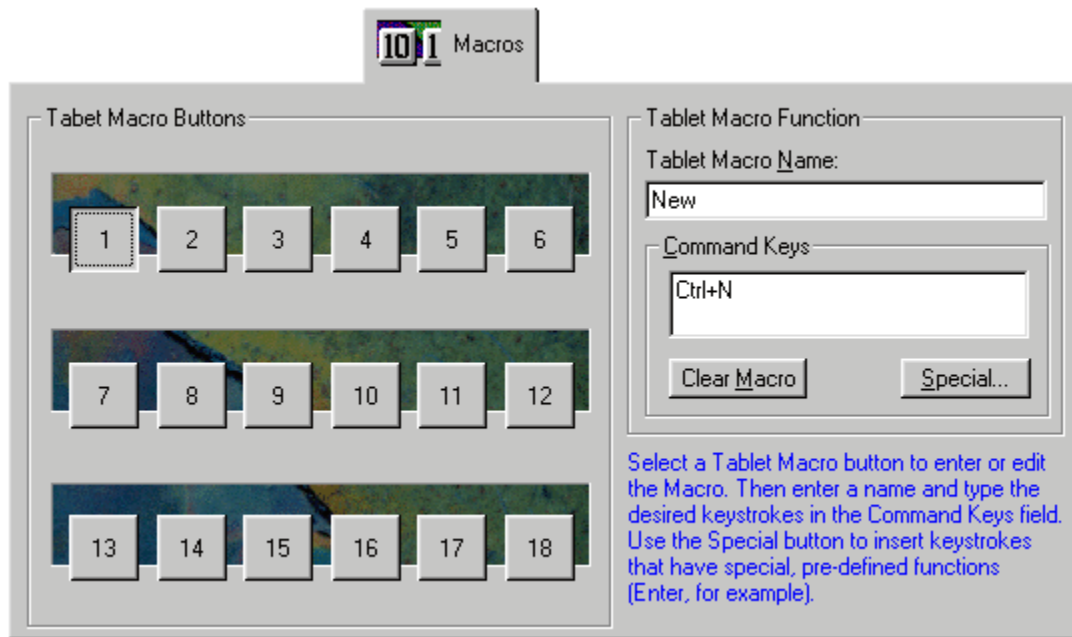 10 1 Macros
Tabet Macro Buttons
1 2 3 4 5 6
7 8 9 10 11 12
13 14 15 16 17 18
Tablet Macro Function
Tablet Macro Name:
New
Command Keys
Ctrl+N
Clear Macro Special...
Select a Tablet Macro button to enter or edit
the Macro. Then enter a name and type the
desired keystrokes in the Command Keys field.
Use the Special button to insert keystrokes
that have special, pre-defined functions
(Enter, for example).